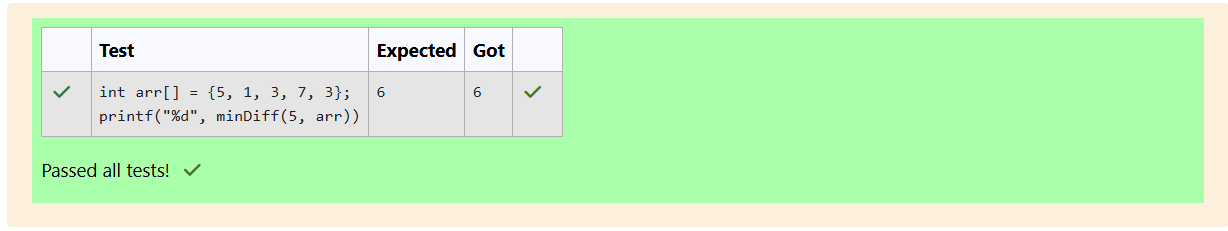 Test Expected Got
int arr[] = {5, 1, 3, 7, 3}; 6 6
printf("%d", minDiff(5, arr))
Passed all tests!